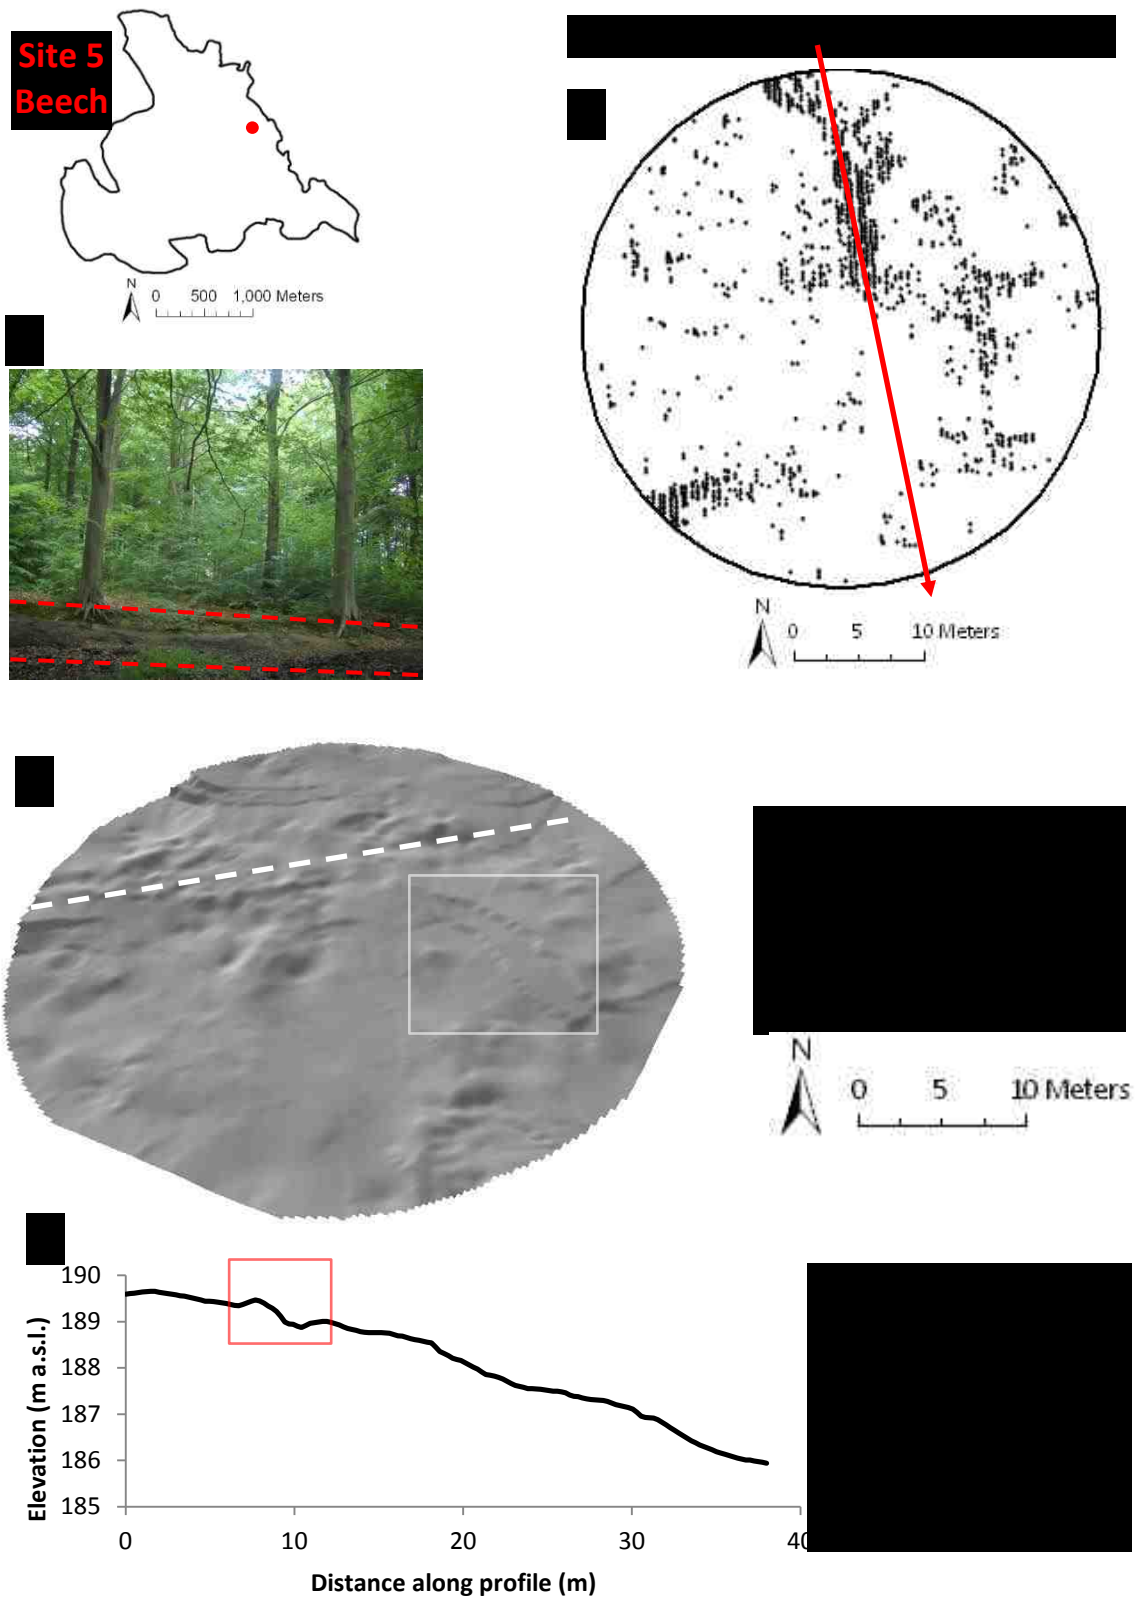 Site 5
Beech
N
0 500 1,000 Meters
N
0 5 10 Meters
N
0 5 10 Meters
190
189
188
187
186
185
Elevation (m a.s.l.)
0 10 20 30 40
Distance along profile (m)